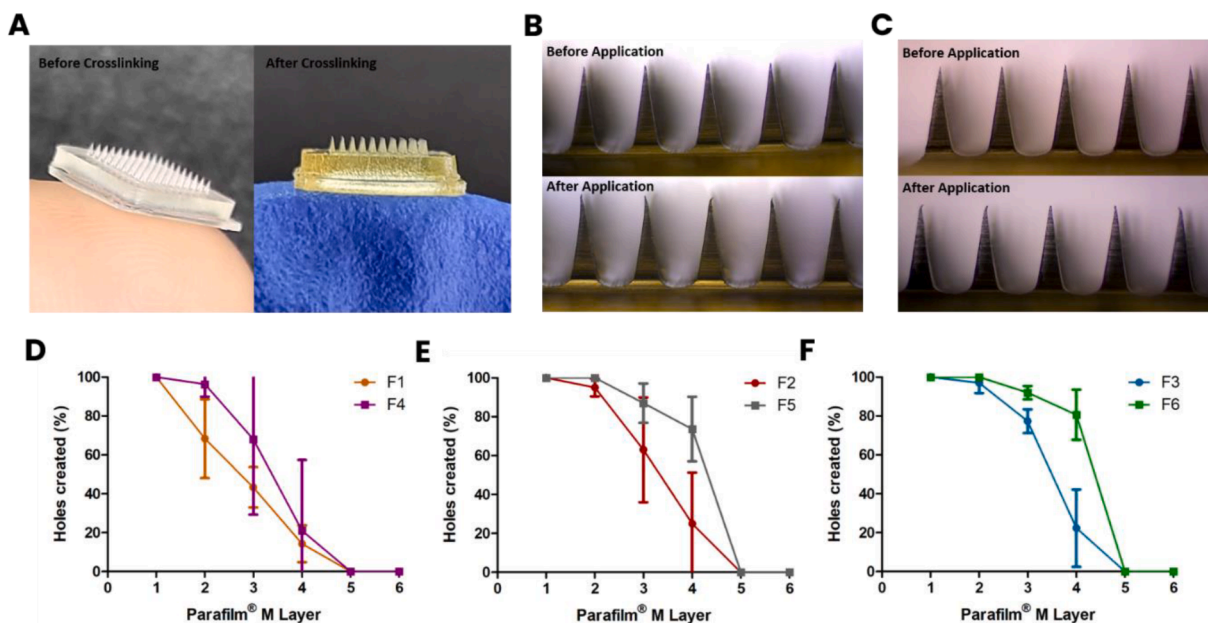 A
Before Crosslinking
After Crosslinking
B
Before Application
After Application
C
Before Application
After Application
D
Holes created (%)
100
80
60
40
20
0
0 1 2 3 4 5 6
Parafilm® M Layer
F1
F4
E
Holes created (%)
100
80
60
40
20
0
0 1 2 3 4 5 6
Parafilm® M Layer
F2
F5
F
Holes created (%)
100
80
60
40
20
0
0 1 2 3 4 5 6
Parafilm® M Layer
F3
F6